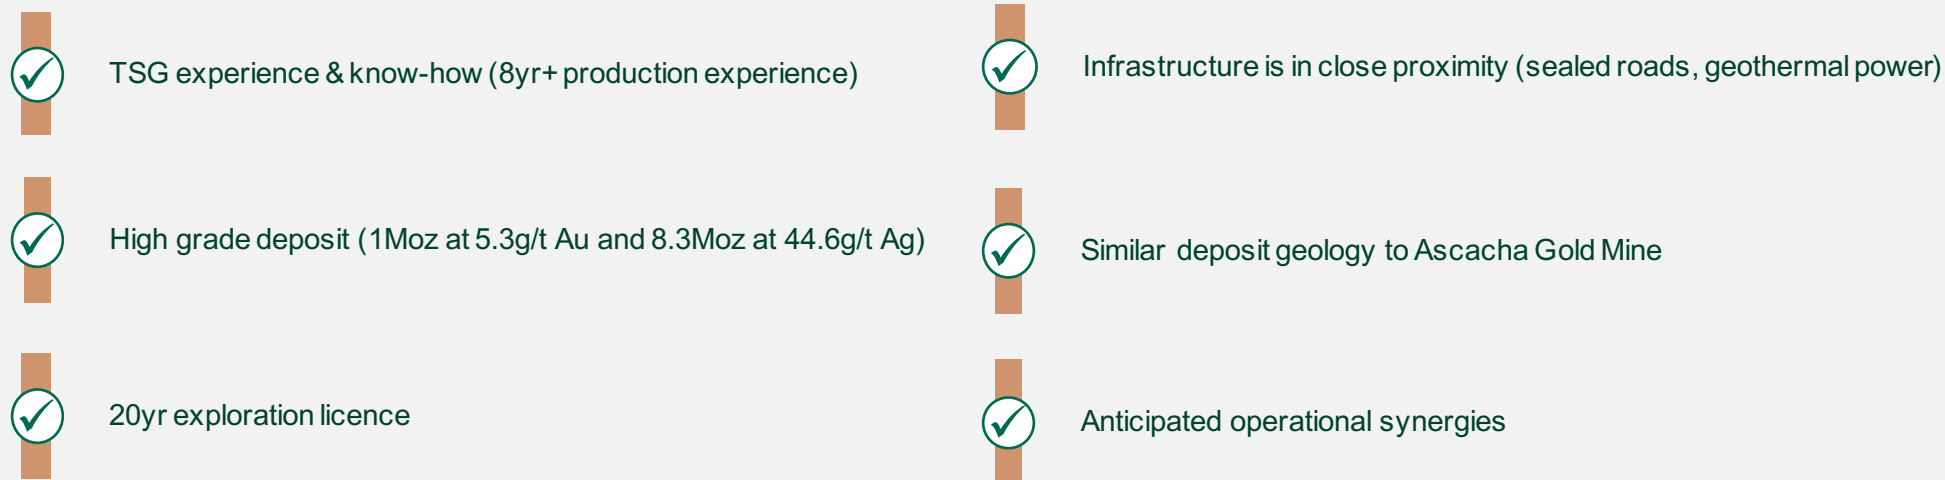 TSG experience & know-how (8yr+ production experience)
High grade deposit (1Moz at 5.3g/t Au and 8.3Moz at 44.6g/t Ag)
20yr exploration licence
Infrastructure is in close proximity (sealed roads, geothermal power)
Similar deposit geology to Ascacha Gold Mine
Anticipated operational synergies